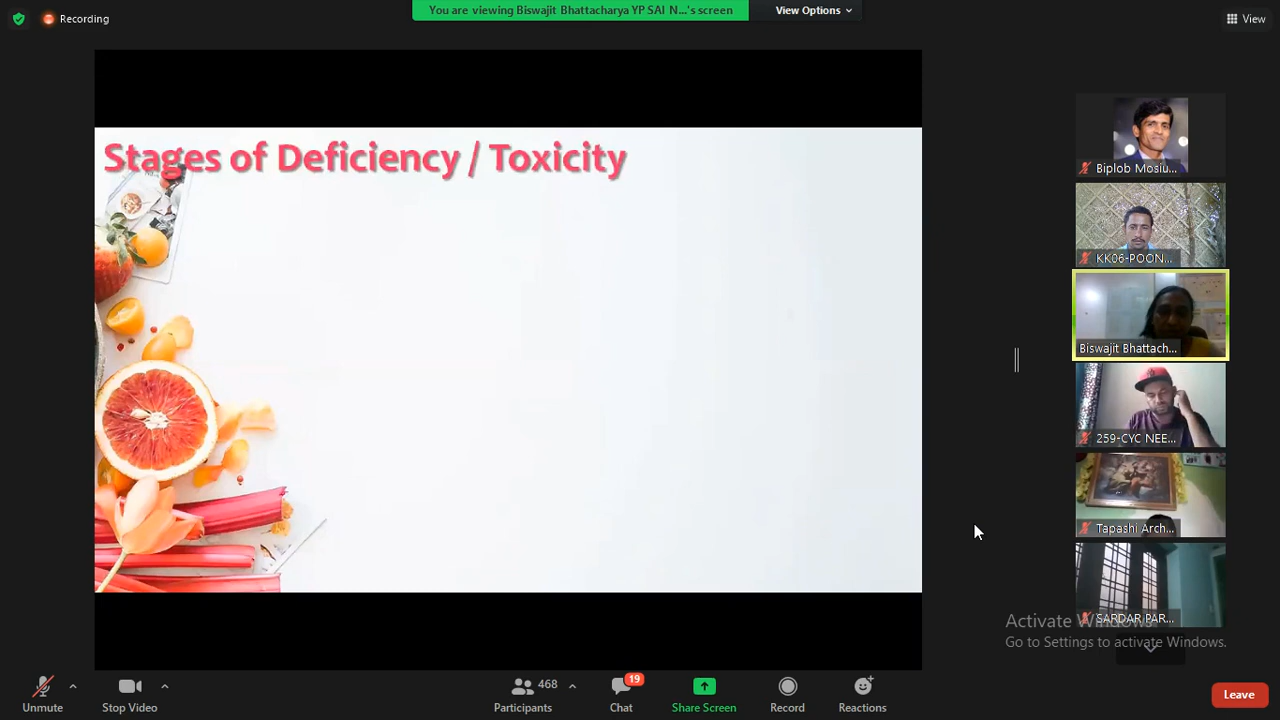 Recording
You are viewing Biswajit Bhattacharya YP SAI N...'s screen
View Options
View
Stages of Deficiency / Toxicity
Biplob Mosiu...
KK06-POON...
Biswajit Bhattach...
259-CYC NEE...
Tapashi Arch...
SARDAR PAR...
Activate Windows
Go to Settings to activate Windows.
Unmute
Stop Video
468
Participants
19
Chat
Share Screen
Record
Reactions
Leave